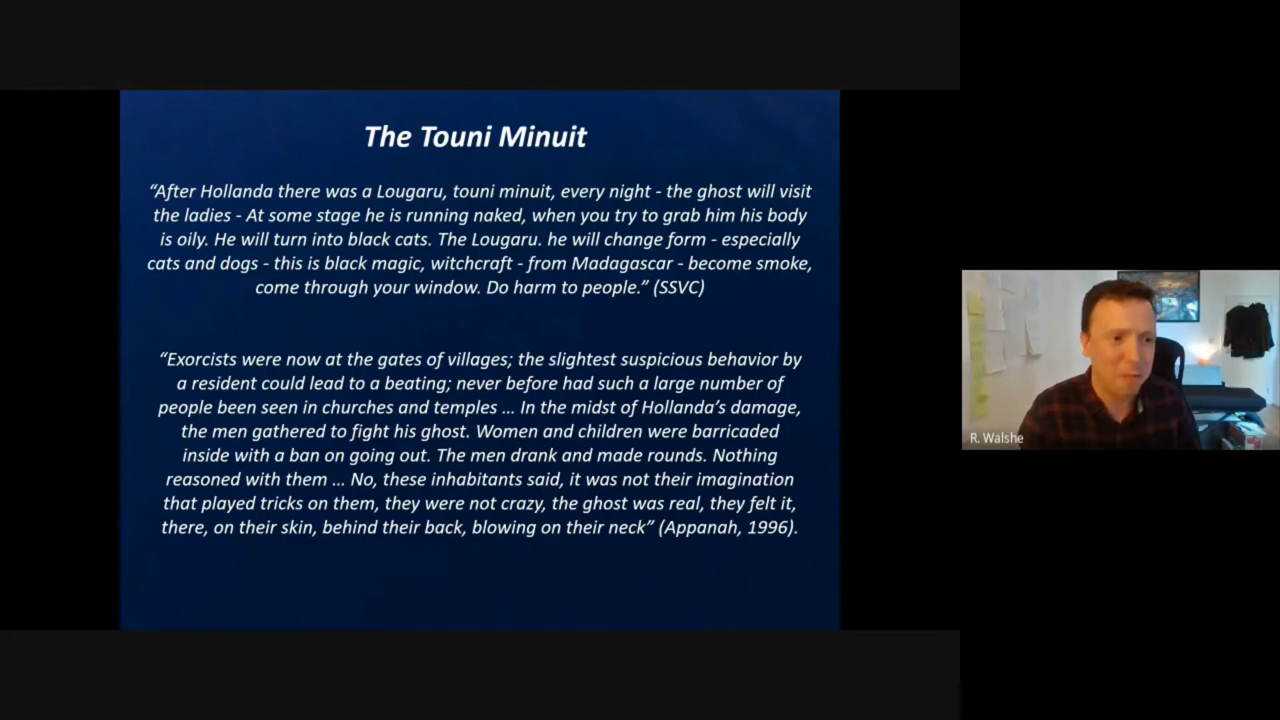 The Touni Minuit
“After Hollanda there was a Lougaru, touni minuit, every night - the ghost will visit
the ladies - At some stage he is running naked, when you try to grab him his body
is oily. He will turn into black cats. The Lougaru. he will change form - especially
cats and dogs - this is black magic, witchcraft - from Madagascar - become smoke,
come through your window. Do harm to people.” (SSVC)
“Exorcists were now at the gates of villages; the slightest suspicious behavior by
a resident could lead to a beating; never before had such a large number of
people been seen in churches and temples … In the midst of Hollanda’s damage,
the men gathered to fight his ghost. Women and children were barricaded
inside with a ban on going out. The men drank and made rounds. Nothing
reasoned with them … No, these inhabitants said, it was not their imagination
that played tricks on them, they were not crazy, the ghost was real, they felt it,
there, on their skin, behind their back, blowing on their neck” (Appanah, 1996).
R. Walshe